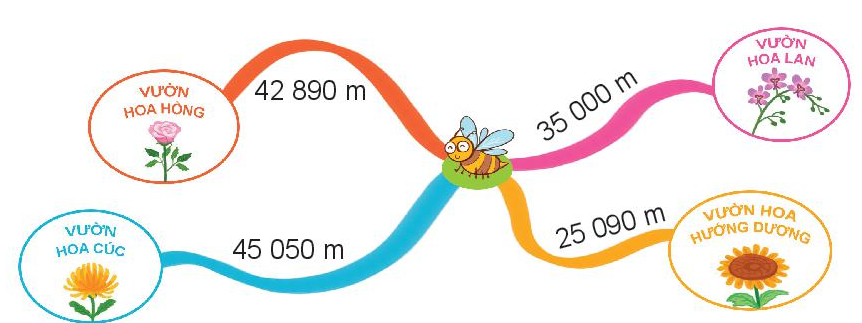 VƯỜN
HOA HỒNG
42 890 m
35 000 m
VƯỜN
HOA LAN
VƯỜN
HOA CÚC
45 050 m
25 090 m
VƯỜN HOA
HƯỚNG DƯƠNG